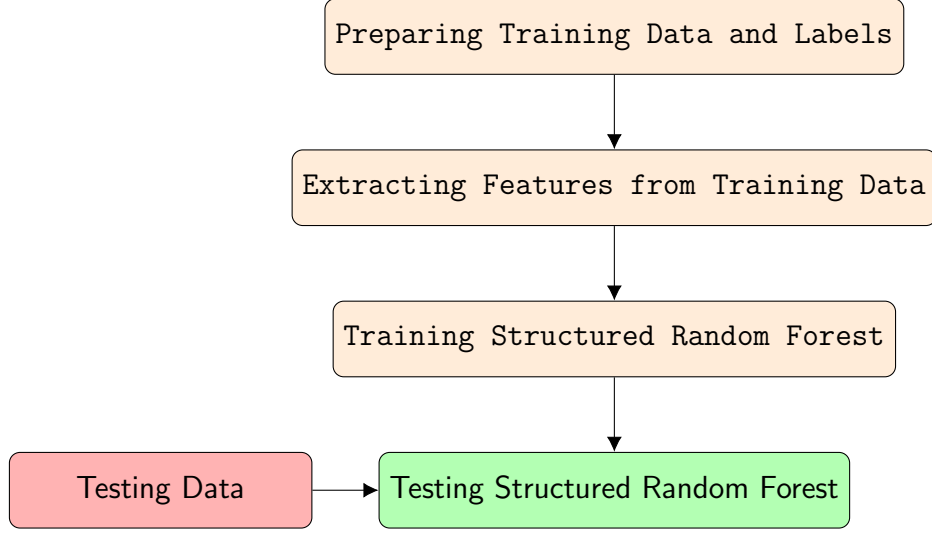 Preparing Training Data and Labels
Extracting Features from Training Data
Training Structured Random Forest
Testing Data
Testing Structured Random Forest